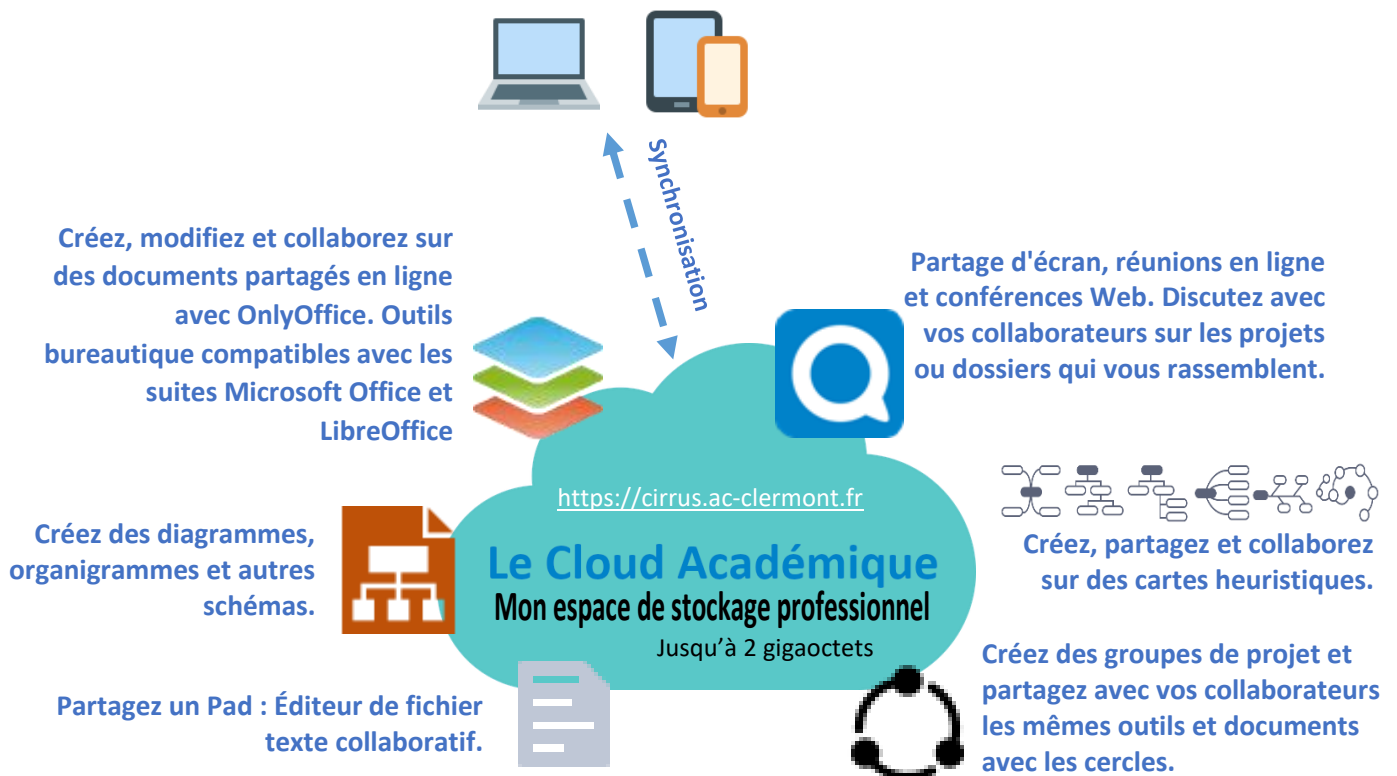 Synchronisation
Créez, modifiez et collaborez sur
des documents partagés en ligne
avec OnlyOffice. Outils
bureautique compatibles avec les
suites Microsoft Office et
LibreOffice
Partage d'écran, réunions en ligne
et conférences Web. Discutez avec
vos collaborateurs sur les projets
ou dossiers qui vous rassemblent.
https://cirrus.ac-clermont.fr
Le Cloud Académique
Mon espace de stockage professionnel
Jusqu’à 2 gigaoctets
Créez des diagrammes,
organigrammes et autres
schémas.
Créez, partagez et collaborez
sur des cartes heuristiques.
Partagez un Pad : Éditeur de fichier
texte collaboratif.
Créez des groupes de projet et
partagez avec vos collaborateurs
les mêmes outils et documents
avec les cercles.